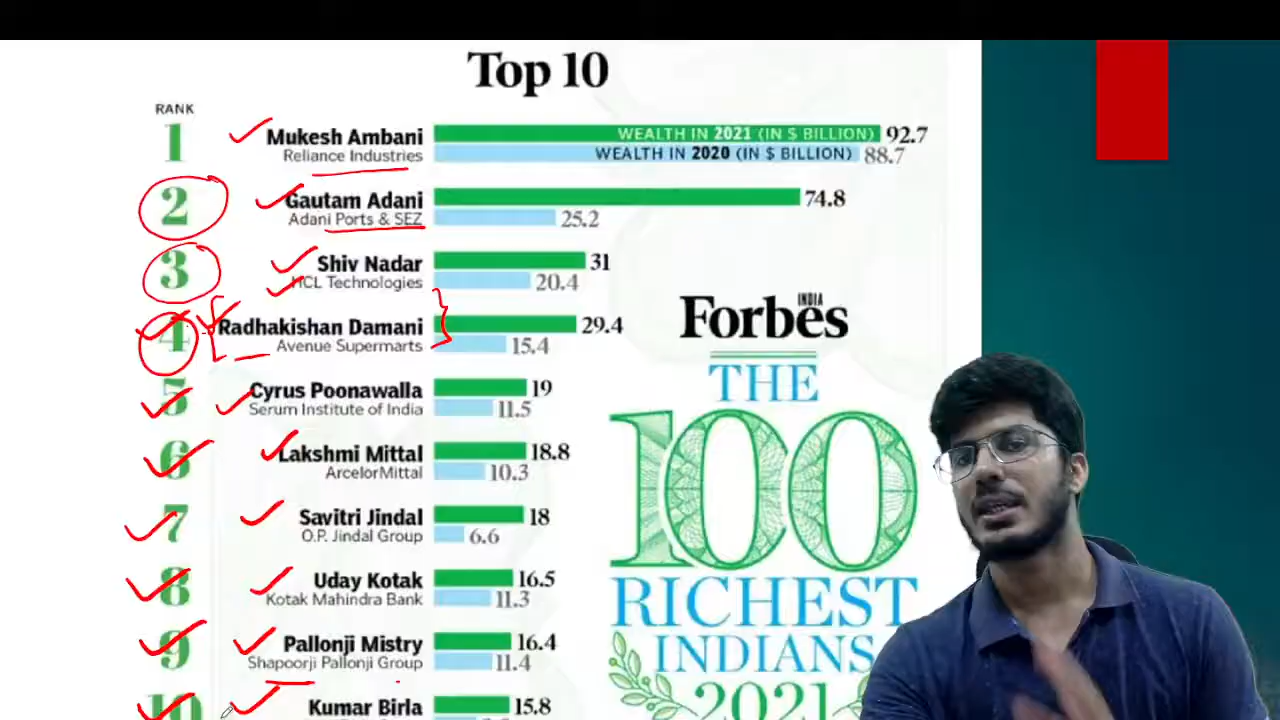 Top 10
RANK
1
Mukesh Ambani
Reliance Industries
WEALTH IN 2021 (IN $ BILLION) 92.7
WEALTH IN 2020 (IN $ BILLION) 88.7
2
Gautam Adani
Adani Ports & SEZ
74.8
25.2
3
Shiv Nadar
HCL Technologies
31
20.4
4
Radhakishan Damani
Avenue Supermarts
29.4
15.4
5
Cyrus Poonawalla
Serum Institute of India
19
11.5
6
Lakshmi Mittal
ArcelorMittal
18.8
10.3
7
Savitri Jindal
O.P. Jindal Group
18
6.6
8
Uday Kotak
Kotak Mahindra Bank
16.5
11.3
9
Pallonji Mistry
Shapoorji Pallonji Group
16.4
11.4
10
Kumar Birla
15.8
Forbes
INDIA
THE
100
RICHEST
INDIANS
2021